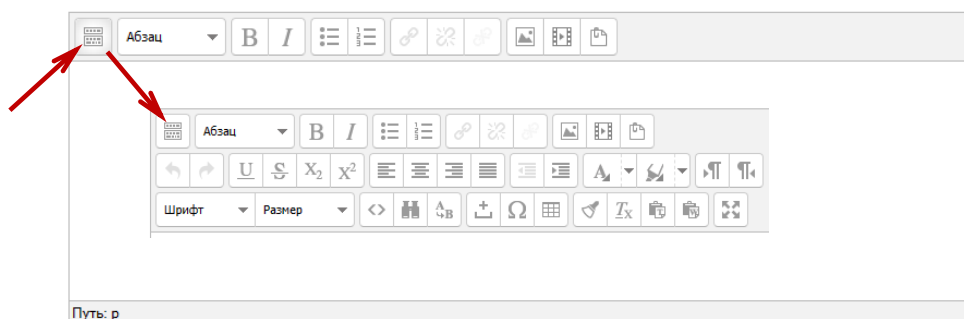 Абзац
Абзац
Шрифт Размер
Путь: p